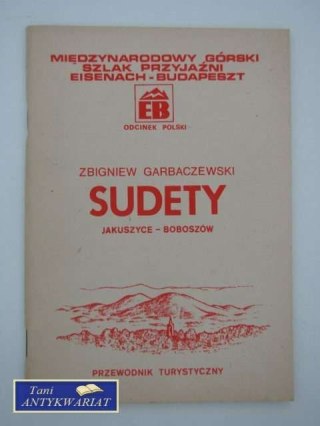 MIĘDZYNARODOWY GÓRSKI
SZLAK PRZYJAŹNI
EISENACH-BUDAPESZT
EB
ODCINEK POLSKI
ZBIGNIEW GARBACZEWSKI
SUDETY
JAKUSZYCE – BOBOSZÓW
PRZEWODNIK TURYSTYCZNY
Tani
ANTYKWARIAT